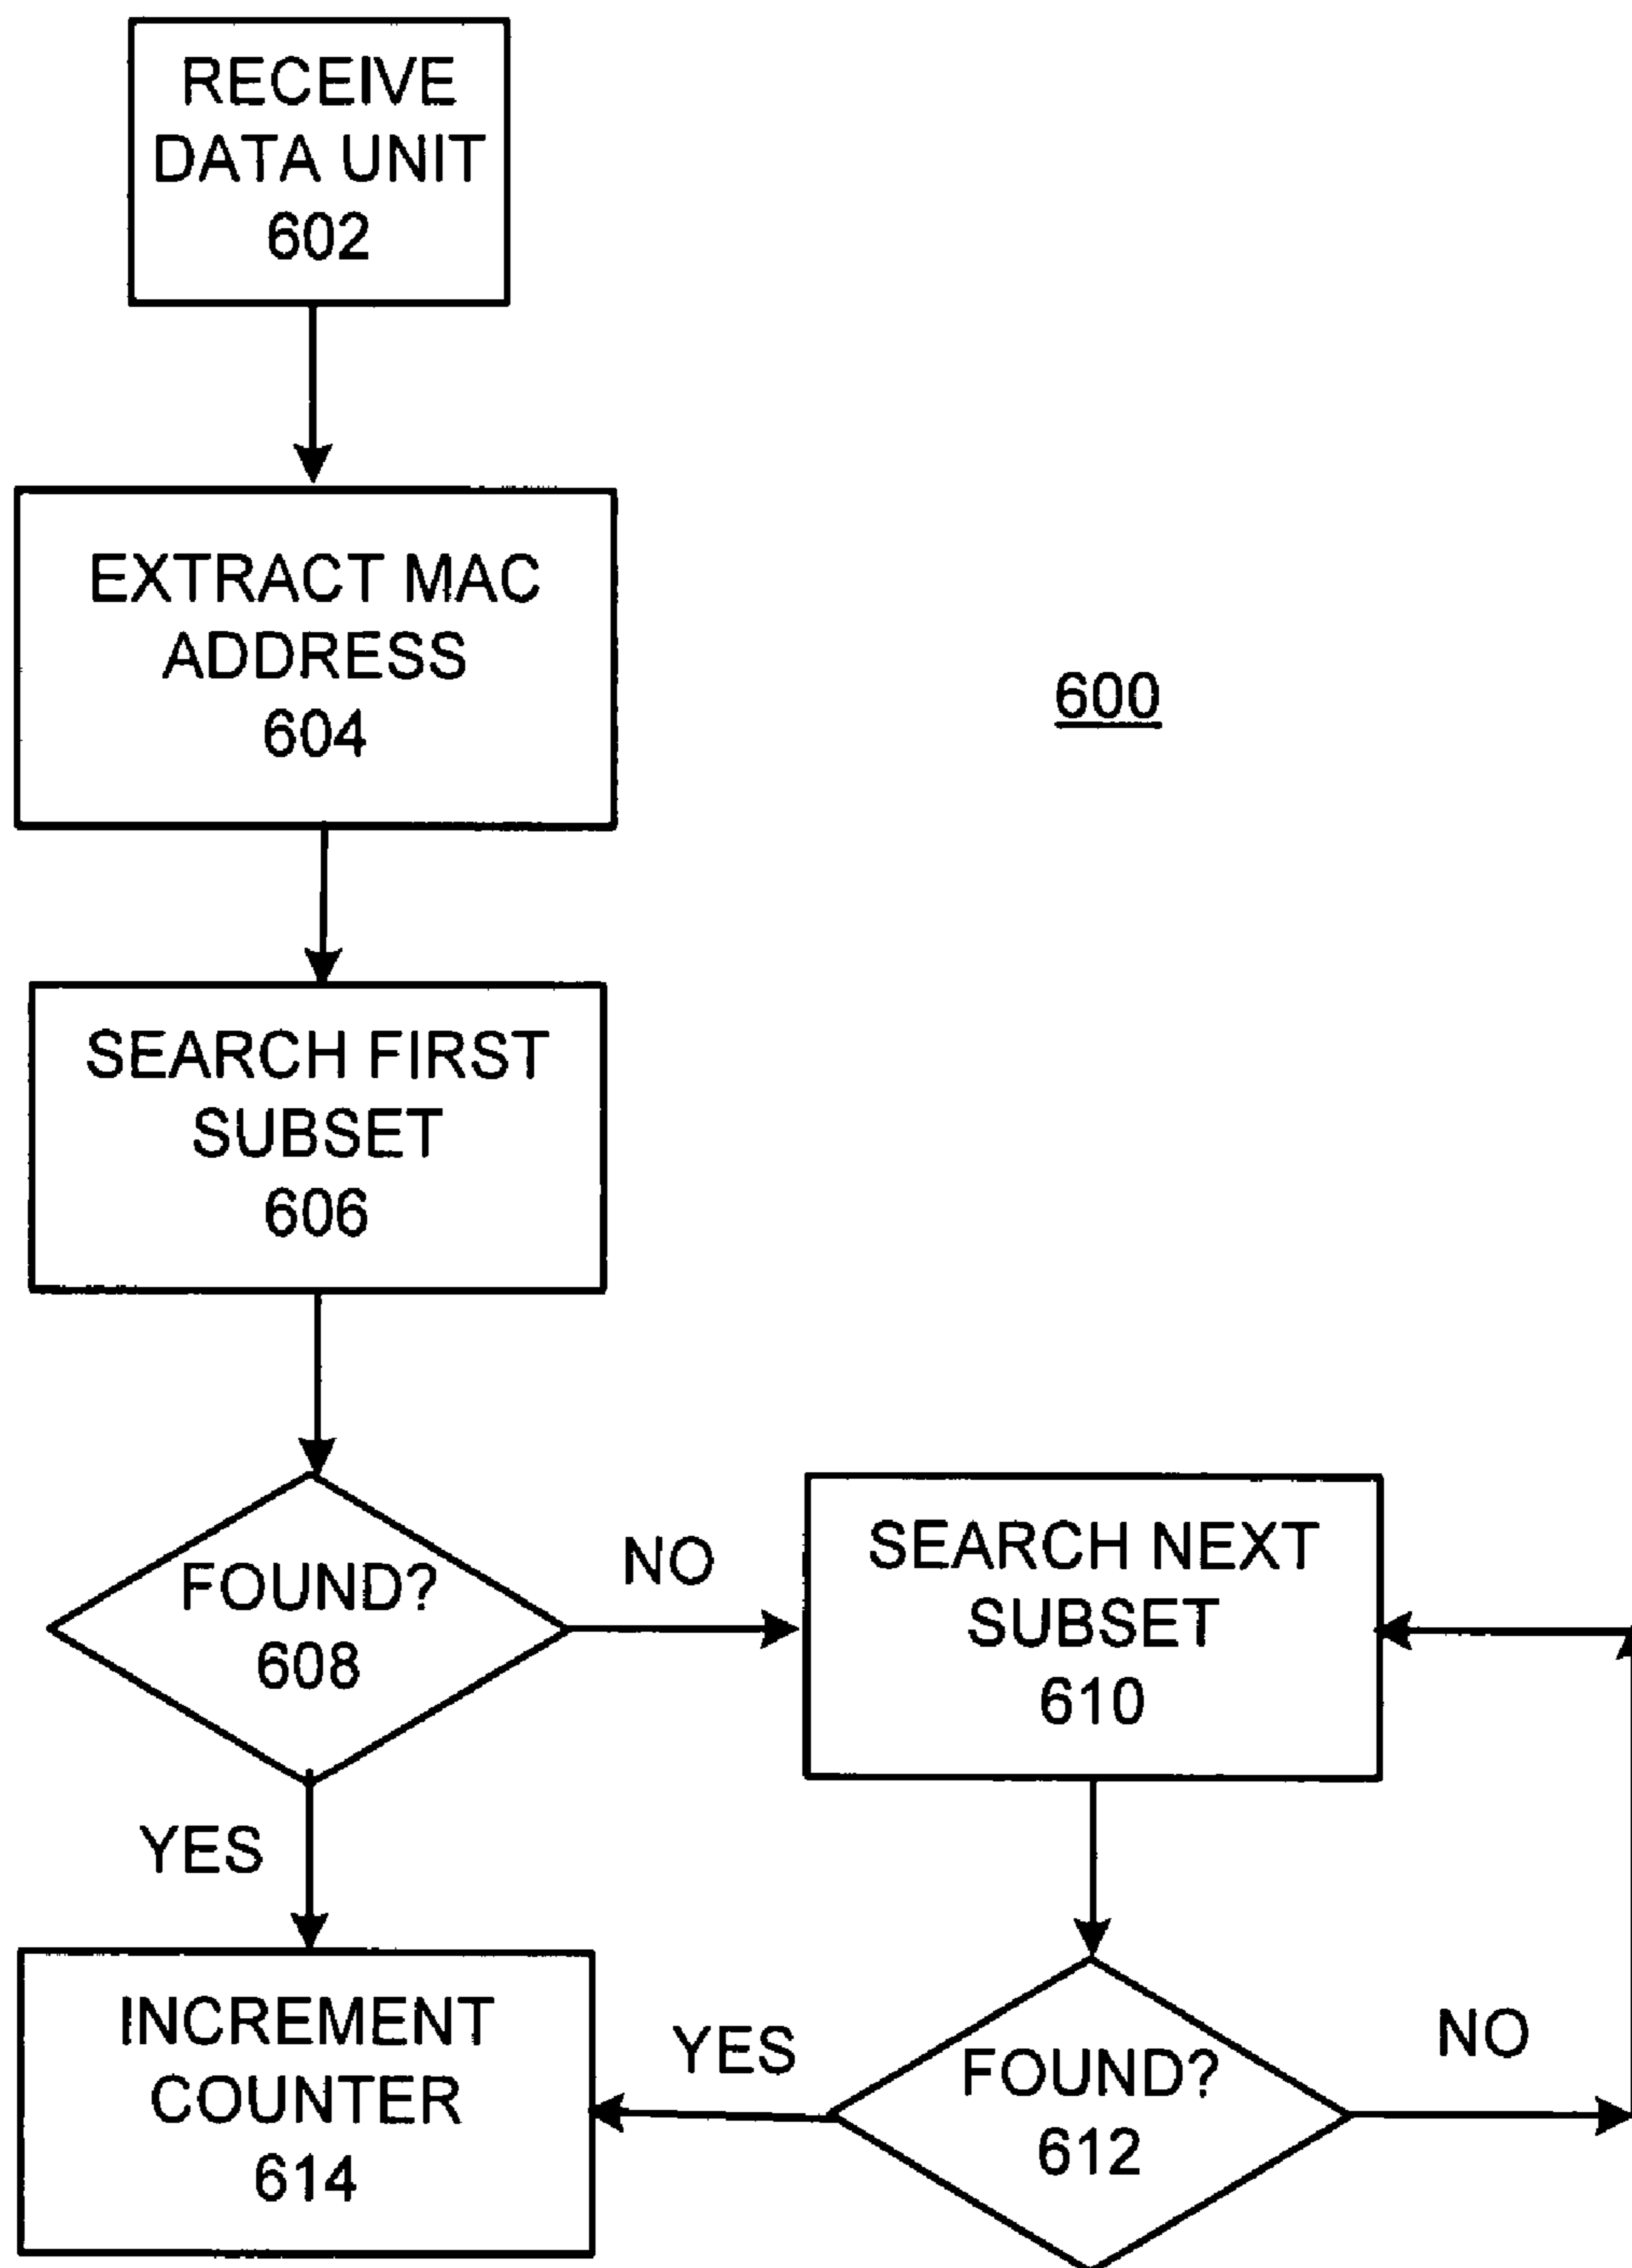 RECEIVE
DATA UNIT
602
EXTRACT MAC
ADDRESS
604
600
SEARCH FIRST
SUBSET
606
FOUND?
608
NO
SEARCH NEXT
SUBSET
610
YES
INCREMENT
COUNTER
614
YES
FOUND?
612
NO